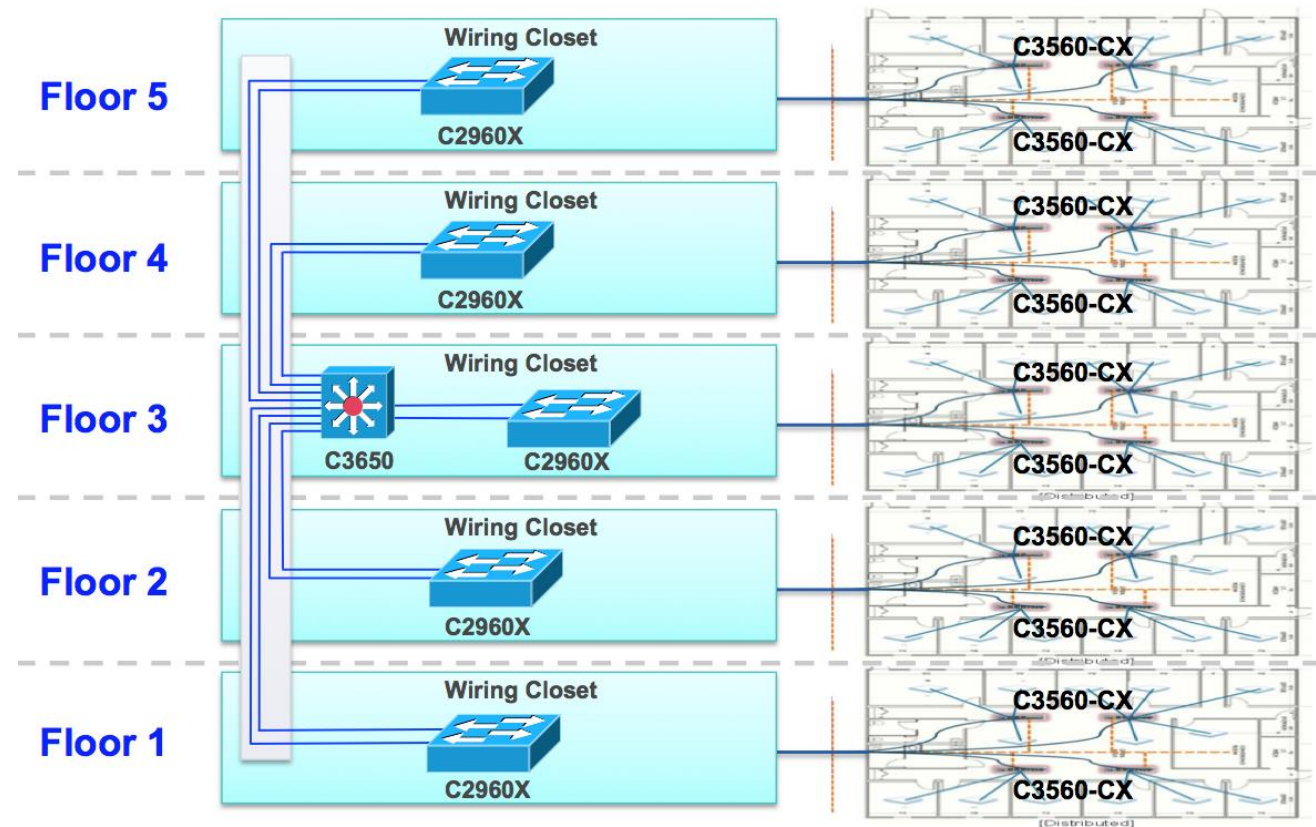 Wiring Closet
C3560-CX
Floor 5
C2960X
C3560-CX
Wiring Closet
C3560-CX
Floor 4
C2960X
C3560-CX
Wiring Closet
C3560-CX
Floor 3
C3650
C2960X
C3560-CX
[Distributed]
Wiring Closet
C3560-CX
Floor 2
C2960X
C3560-CX
[Distributed]
Wiring Closet
C3560-CX
Floor 1
C2960X
C3560-CX
[Distributed]